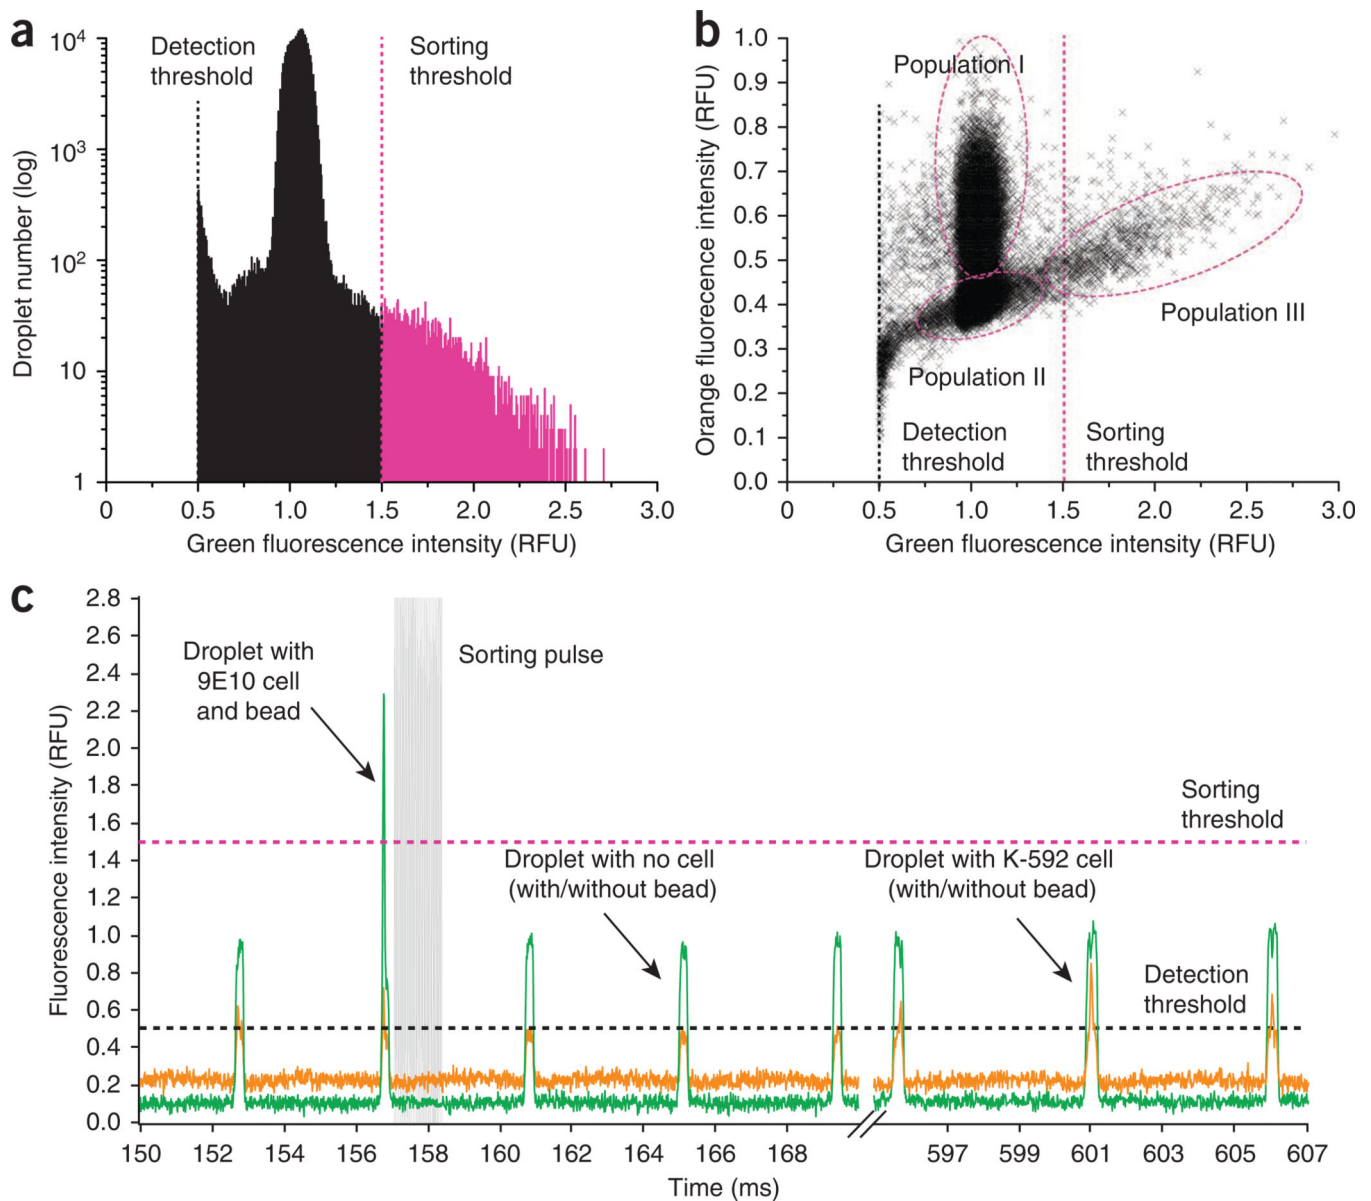 a
Detection
threshold
Sorting
threshold
Droplet number (log)
10⁴
10³
10²
10
1
0
0.5
1.0
1.5
2.0
2.5
3.0
Green fluorescence intensity (RFU)
b
Population I
Population II
Population III
Detection
threshold
Sorting
threshold
Orange fluorescence intensity (RFU)
1.0
0.9
0.8
0.7
0.6
0.5
0.4
0.3
0.2
0.1
0.0
0
0.5
1.0
1.5
2.0
2.5
3.0
Green fluorescence intensity (RFU)
c
Fluorescence intensity (RFU)
2.8
2.6
2.4
2.2
2.0
1.8
1.6
1.4
1.2
1.0
0.8
0.6
0.4
0.2
0.0
Droplet with
9E10 cell
and bead
Sorting pulse
Sorting
threshold
Droplet with no cell
(with/without bead)
Droplet with K-592 cell
(with/without bead)
Detection
threshold
150
152
154
156
158
160
162
164
166
168
597
599
601
603
605
607
Time (ms)